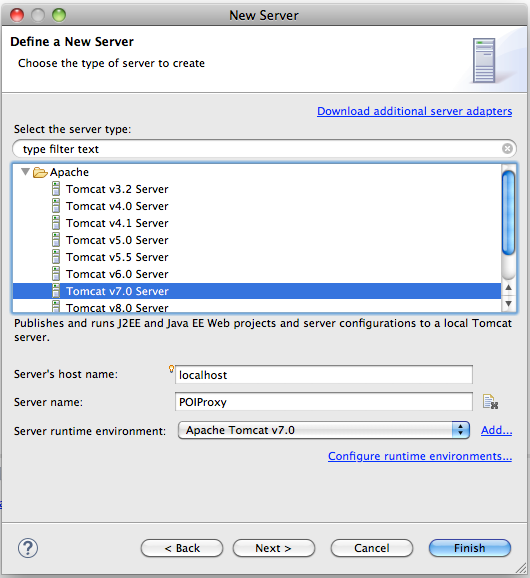 New Server
Define a New Server
Choose the type of server to create
Download additional server adapters
Select the server type:
type filter text
Apache
Tomcat v3.2 Server
Tomcat v4.0 Server
Tomcat v4.1 Server
Tomcat v5.0 Server
Tomcat v5.5 Server
Tomcat v6.0 Server
Tomcat v7.0 Server
Tomcat v8.0 Server
Publishes and runs J2EE and Java EE Web projects and server configurations to a local Tomcat
server.
Server's host name: localhost
Server name: POIProxy
Server runtime environment: Apache Tomcat v7.0 Add...
Configure runtime environments...
? < Back Next > Cancel Finish